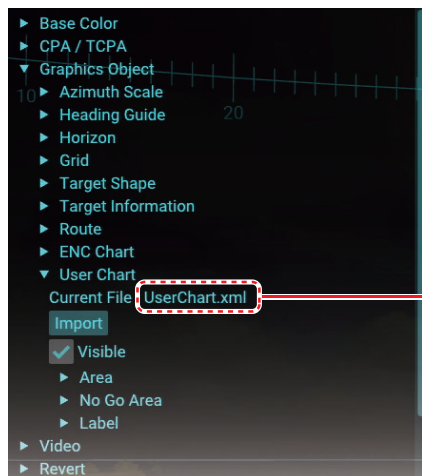 Base Color
CPA / TCPA
Graphics Object
10
Azimuth Scale
Heading Guide
20
Horizon
Grid
Target Shape
Target Information
Route
ENC Chart
User Chart
Current File UserChart.xml
Import
Visible
Area
No Go Area
Label
Video
Revert